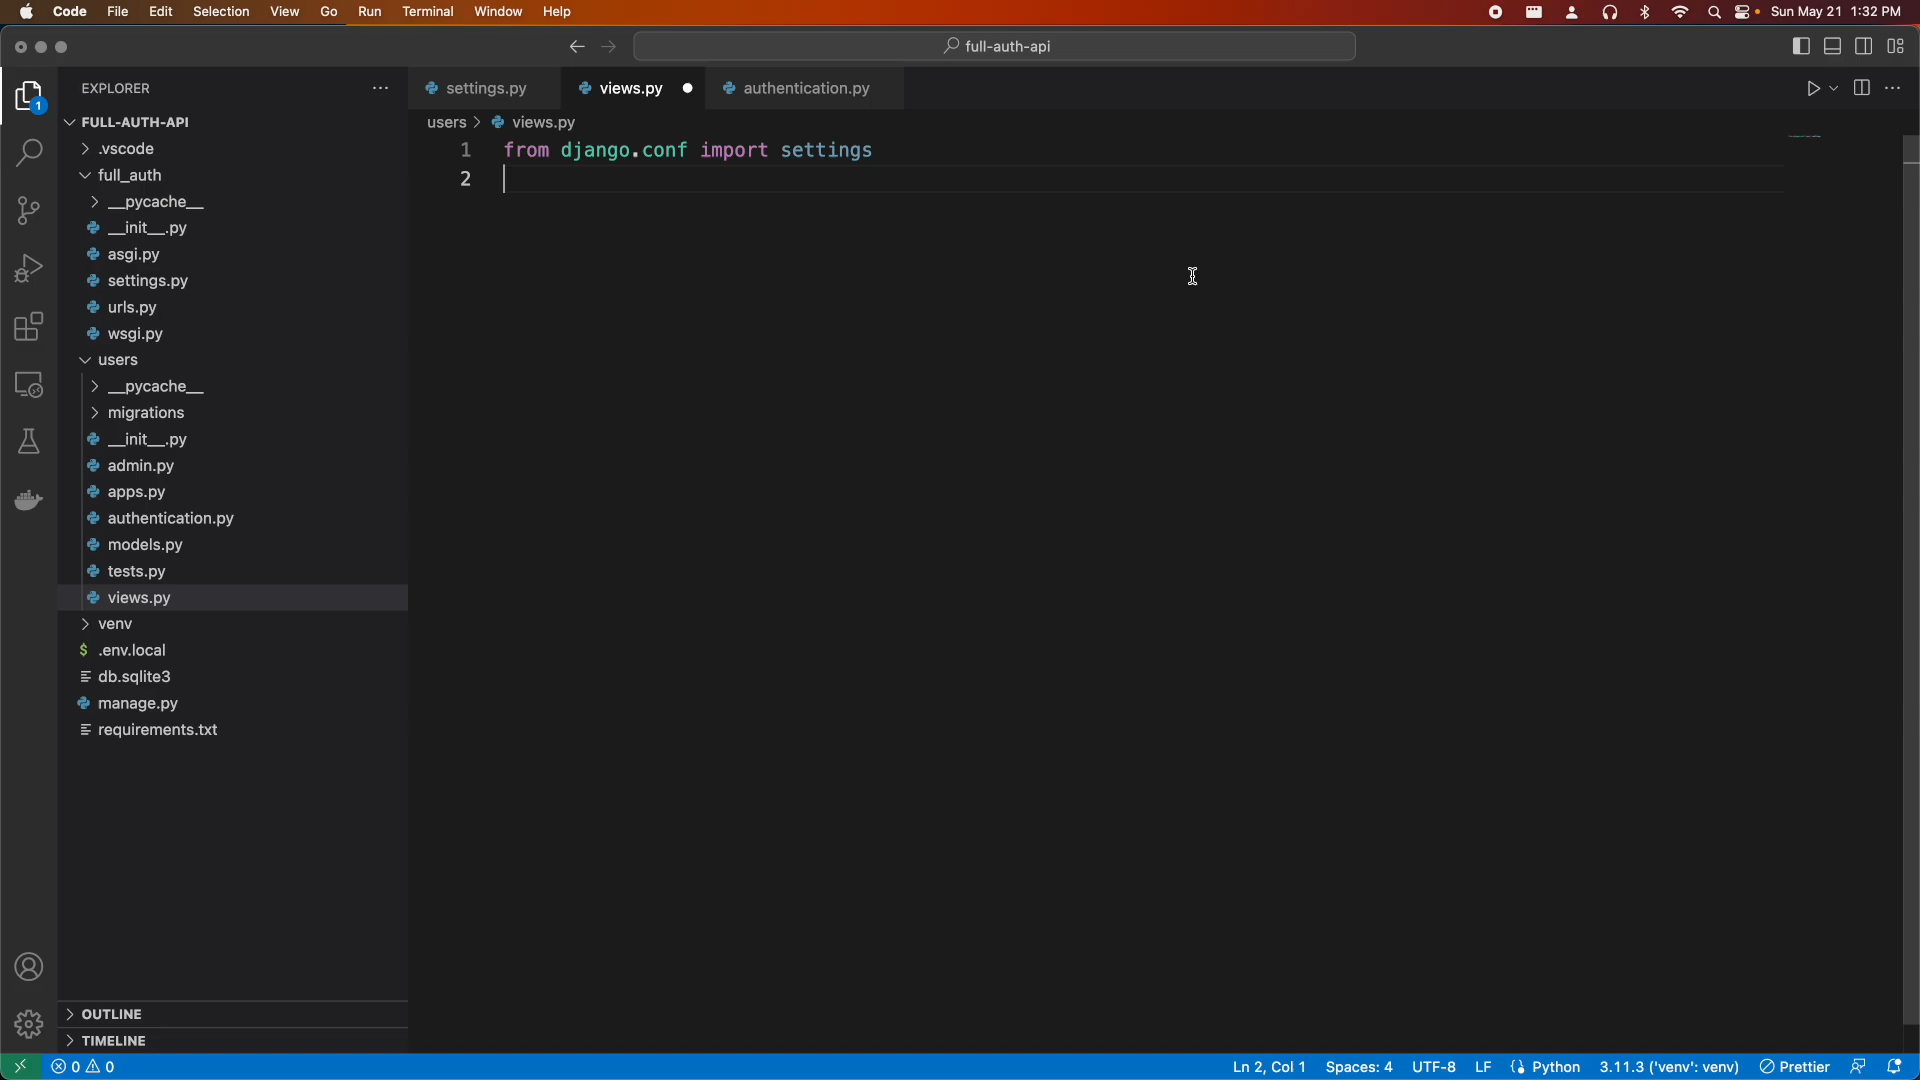 Code File Edit Selection View Go Run Terminal Window Help Sun May 21 1:32 PM
full-auth-api
EXPLORER
settings.py views.py authentication.py
users > views.py
FULL-AUTH-API
.vscode
full_auth
__pycache__
__init__.py
asgi.py
settings.py
urls.py
wsgi.py
users
__pycache__
migrations
__init__.py
admin.py
apps.py
authentication.py
models.py
tests.py
views.py
venv
$ .env.local
db.sqlite3
manage.py
requirements.txt
1 from django.conf import settings
2
1
OUTLINE
TIMELINE
0 0 Ln 2, Col 1 Spaces: 4 UTF-8 LF Python 3.11.3 ('venv': venv) Prettier